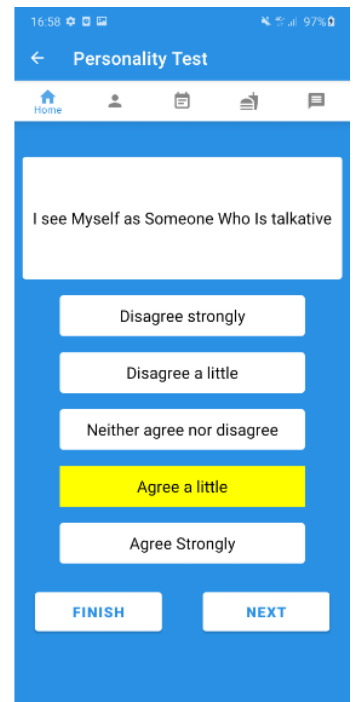 16:58 97%
Personality Test
Home
I see Myself as Someone Who Is talkative
Disagree strongly
Disagree a little
Neither agree nor disagree
Agree a little
Agree Strongly
FINISH NEXT